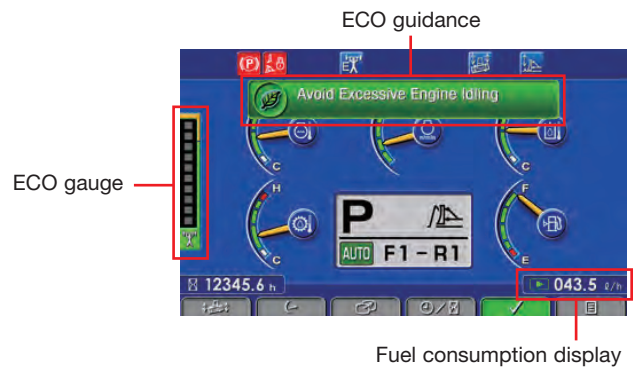 ECO guidance
(P)
E
Avoid Excessive Engine Idling
C
C
ECO gauge
H
F
P
AUTO F1-R1
C
E
12345.6 h
043.5 ℓ/h
Fuel consumption display